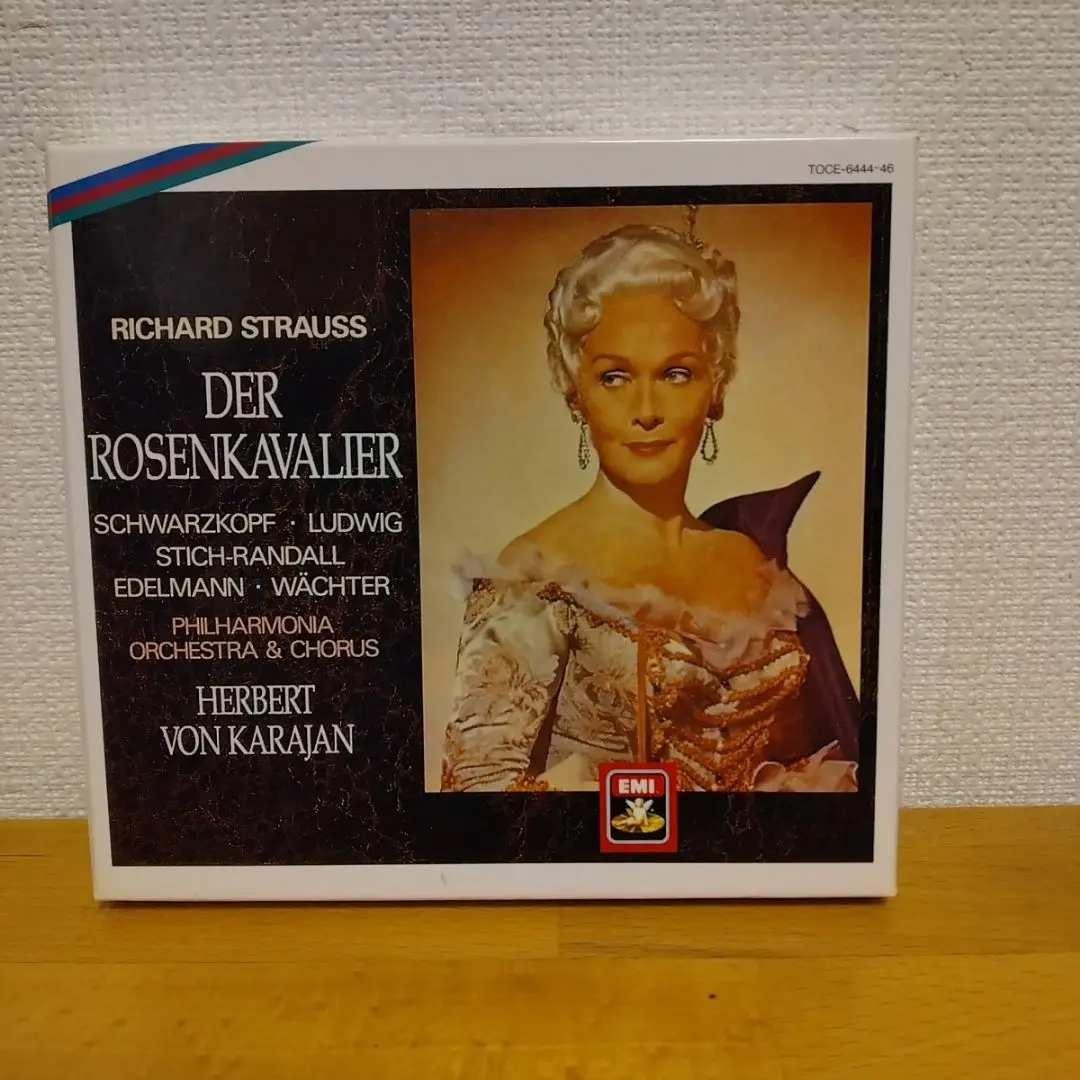 TOCE-6444~46
RICHARD STRAUSS
DER
ROSENKAVALIER
SCHWARZKOPF · LUDWIG
STICH-RANDALL
EDELMANN · WÄCHTER
PHILHARMONIA
ORCHESTRA & CHORUS
HERBERT
VON KARAJAN
EMI